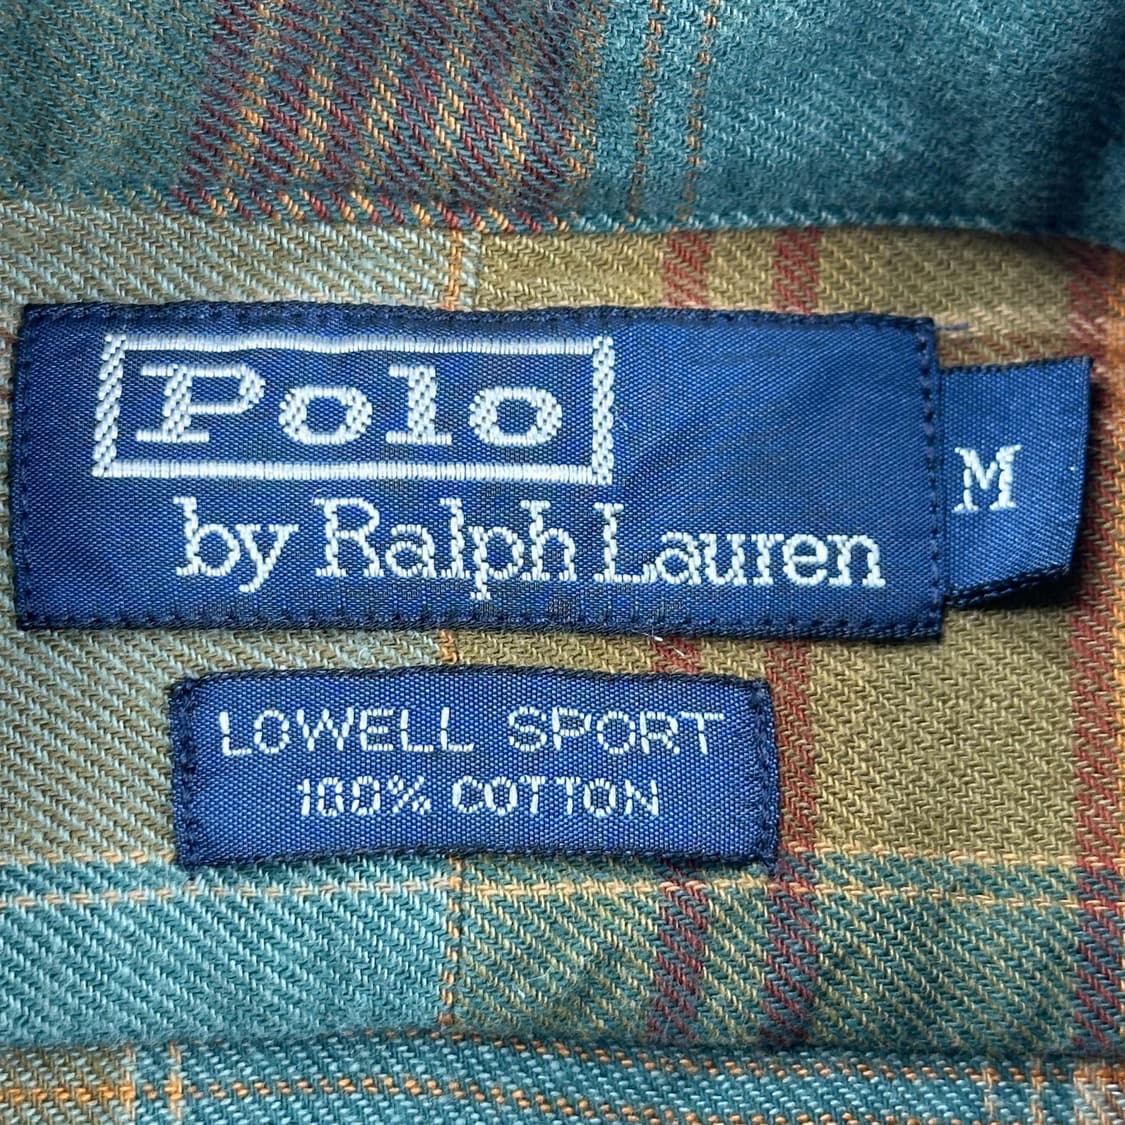 Polo
by Ralph Lauren
M
LOWELL SPORT
100% COTTON